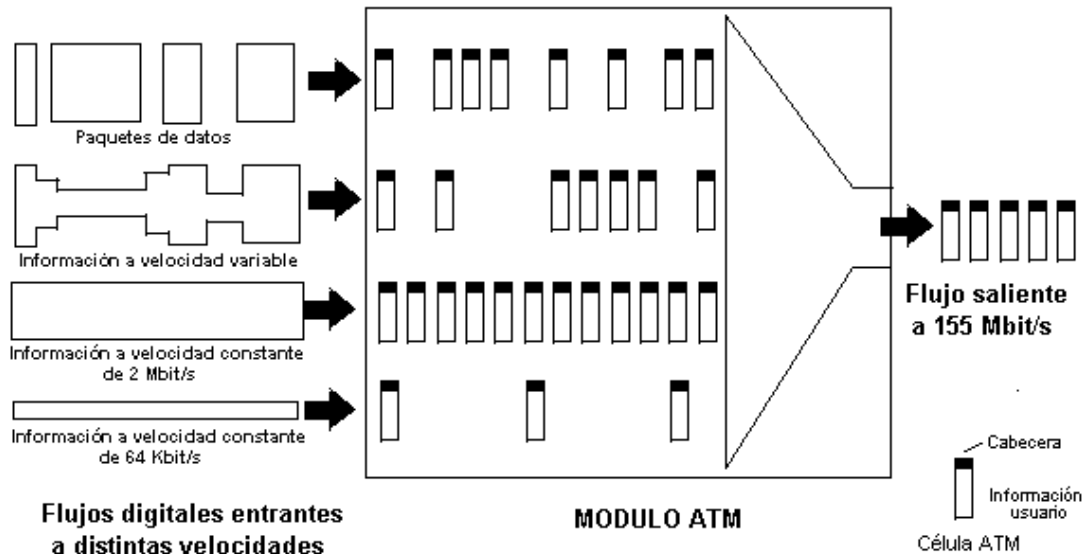 Paquetes de datos
Información a velocidad variable
Información a velocidad constante
de 2 Mbit/s
Información a velocidad constante
de 64 Kbit/s
Flujos digitales entrantes
a distintas velocidades
MODULO ATM
Flujo saliente
a 155 Mbit/s
Cabecera
Información
usuario
Célula ATM